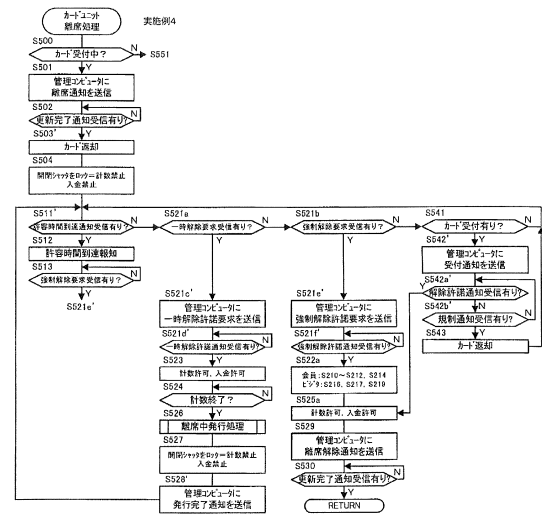 カードユニット
離席処理
実施例4
S500
カード受付中？
N
S551
S501
Y
管理コンピュータに
離席通知を送信
S502
N
更新完了通知受信有り?
S503'
Y
カード返却
S504
開閉シャッタをロック=計数禁止
入金禁止
S511'
許容時間到達通知受信有り?
N
S512
Y
許容時間到達報知
S513
N
強制解除要求受信有り?
Y
S521e'
S521a
一時解除要求受信有り?
N
Y
S521c'
管理コンピュータに
一時解除許諾要求を送信
S521d'
N
一時解除許諾通知受信有り?
S523
Y
計数許可、入金許可
S524
N
計数終了?
S526
Y
離席中発行処理
S527
開閉シャッタをロック=計数禁止
入金禁止
S528'
管理コンピュータに
発行完了通知を送信
S521b
強制解除要求受信有り?
N
Y
S521e'
管理コンピュータに
強制解除許諾要求を送信
S521f'
N
強制解除許諾通知受信有り?
S522a
Y
会員:S210～S212, S214
ビジタ:S216, S217, S219
S525a
計数許可、入金許可
S529
管理コンピュータに
離席解除通知を送信
S530
N
更新完了通知受信有り?
Y
RETURN
S541
カード受付有り?
N
S542'
Y
管理コンピュータに
受付通知を送信
S542a'
Y
解除許諾通知受信有り?
S542b'
N
規制通知受信有り?
N
S543
Y
カード返却